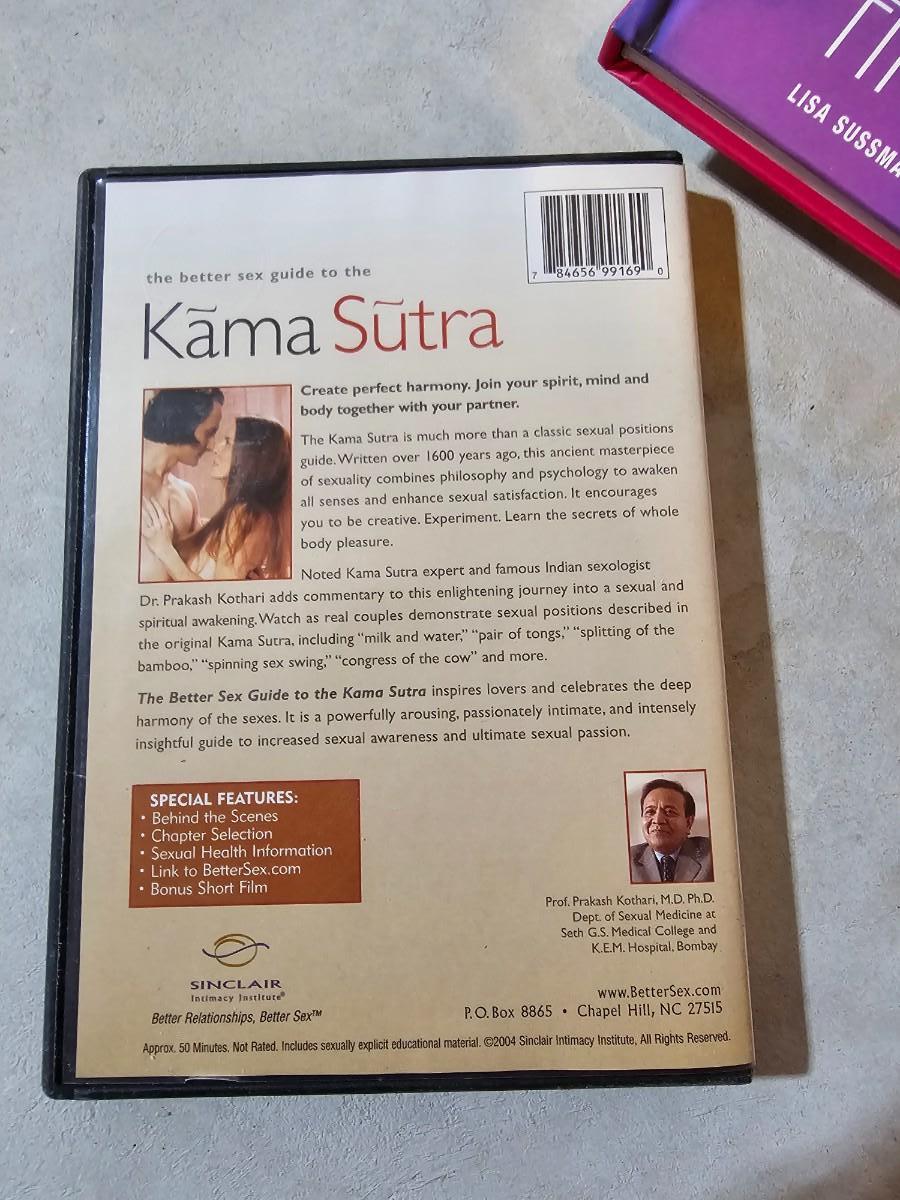 LISA SUSSMA
7 84656 99169 0
the better sex guide to the
Kāma Sūtra
Create perfect harmony. Join your spirit, mind and
body together with your partner.
The Kama Sutra is much more than a classic sexual positions
guide. Written over 1600 years ago, this ancient masterpiece
of sexuality combines philosophy and psychology to awaken
all senses and enhance sexual satisfaction. It encourages
you to be creative. Experiment. Learn the secrets of whole
body pleasure.
Noted Kama Sutra expert and famous Indian sexologist
Dr. Prakash Kothari adds commentary to this enlightening journey into a sexual and
spiritual awakening. Watch as real couples demonstrate sexual positions described in
the original Kama Sutra, including “milk and water,” “pair of tongs,” “splitting of the
bamboo,” “spinning sex swing,” “congress of the cow” and more.
The Better Sex Guide to the Kama Sutra inspires lovers and celebrates the deep
harmony of the sexes. It is a powerfully arousing, passionately intimate, and intensely
insightful guide to increased sexual awareness and ultimate sexual passion.
SPECIAL FEATURES:
• Behind the Scenes
• Chapter Selection
• Sexual Health Information
• Link to BetterSex.com
• Bonus Short Film
Prof. Prakash Kothari, M.D. Ph.D.
Dept. of Sexual Medicine at
Seth G.S. Medical College and
K.E.M. Hospital, Bombay
SINCLAIR
Intimacy Institute®
Better Relationships, Better Sex™
www.BetterSex.com
P.O. Box 8865 • Chapel Hill, NC 27515
Approx. 50 Minutes. Not Rated. Includes sexually explicit educational material. ©2004 Sinclair Intimacy Institute, All Rights Reserved.